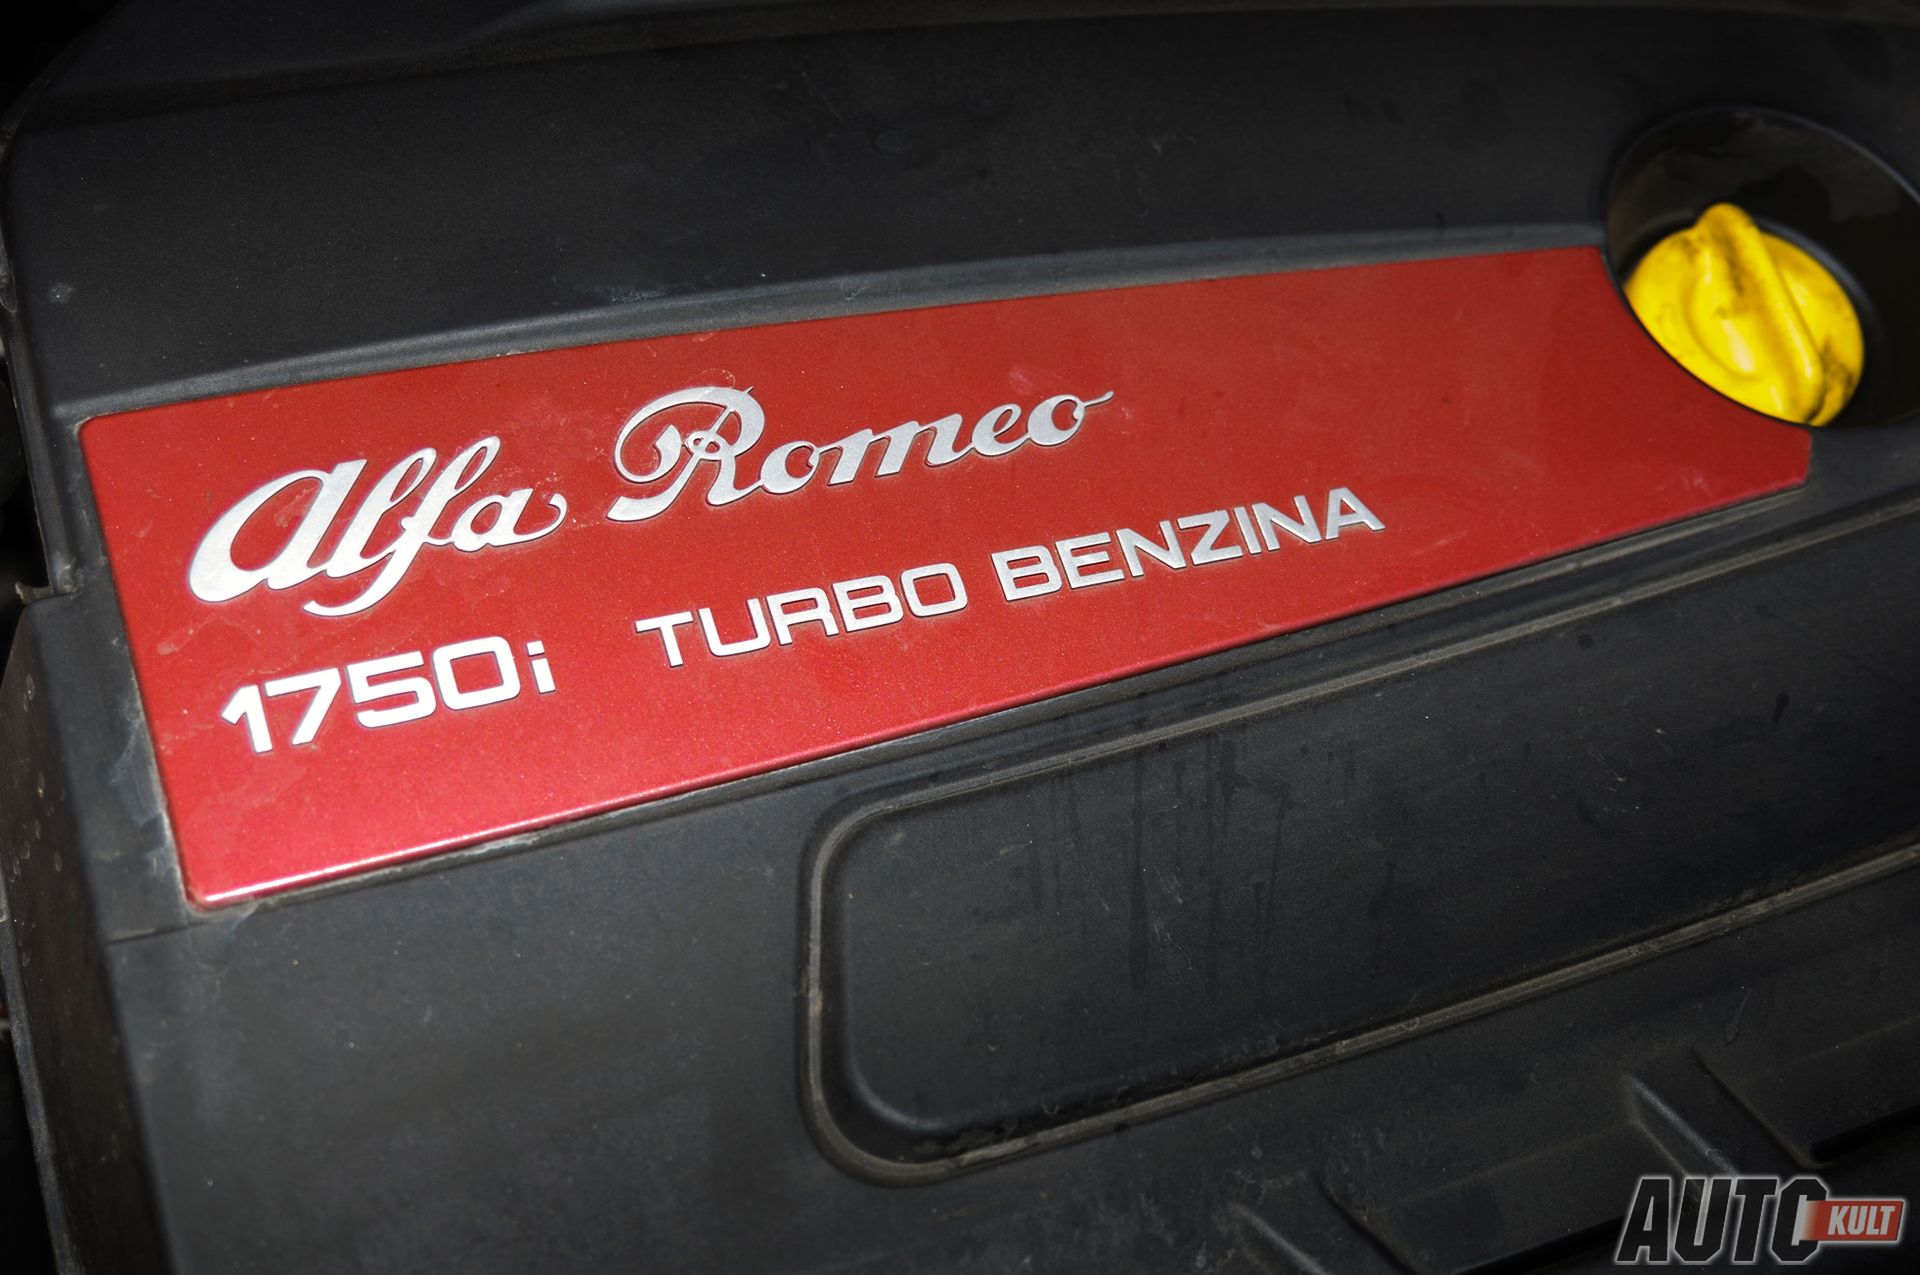 Alfa Romeo
1750i TURBO BENZINA
AUTO KULT